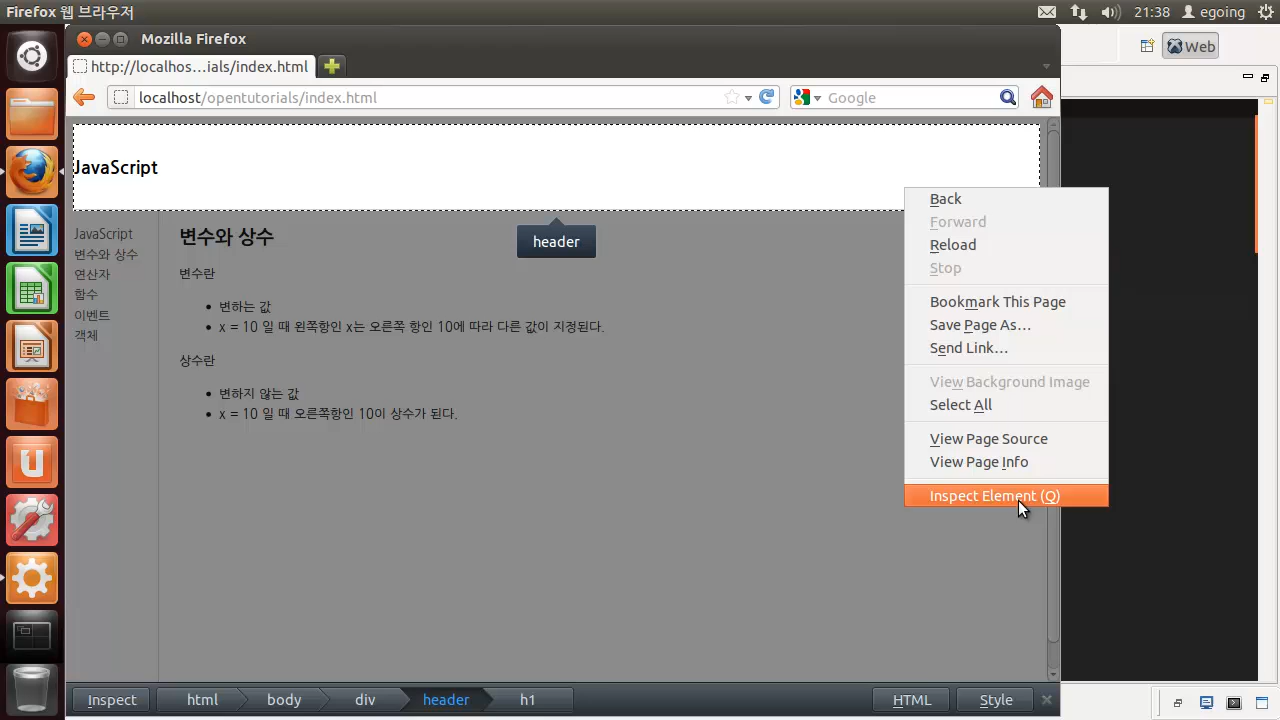 Firefox 웹 브라우저
21:38
egoing
Mozilla Firefox
http://localhos...ials/index.html
localhost/opentutorials/index.html
Google
Web
JavaScript
header
JavaScript
변수와 상수
연산자
함수
이벤트
객체
변수와 상수
변수란
• 변하는 값
• x = 10 일 때 왼쪽항인 x는 오른쪽 항인 10에 따라 다른 값이 지정된다.
상수란
• 변하지 않는 값
• x = 10 일 때 오른쪽항인 10이 상수가 된다.
Back
Forward
Reload
Stop
Bookmark This Page
Save Page As...
Send Link...
View Background Image
Select All
View Page Source
View Page Info
Inspect Element (Q)
Inspect
html
body
div
header
h1
HTML
Style